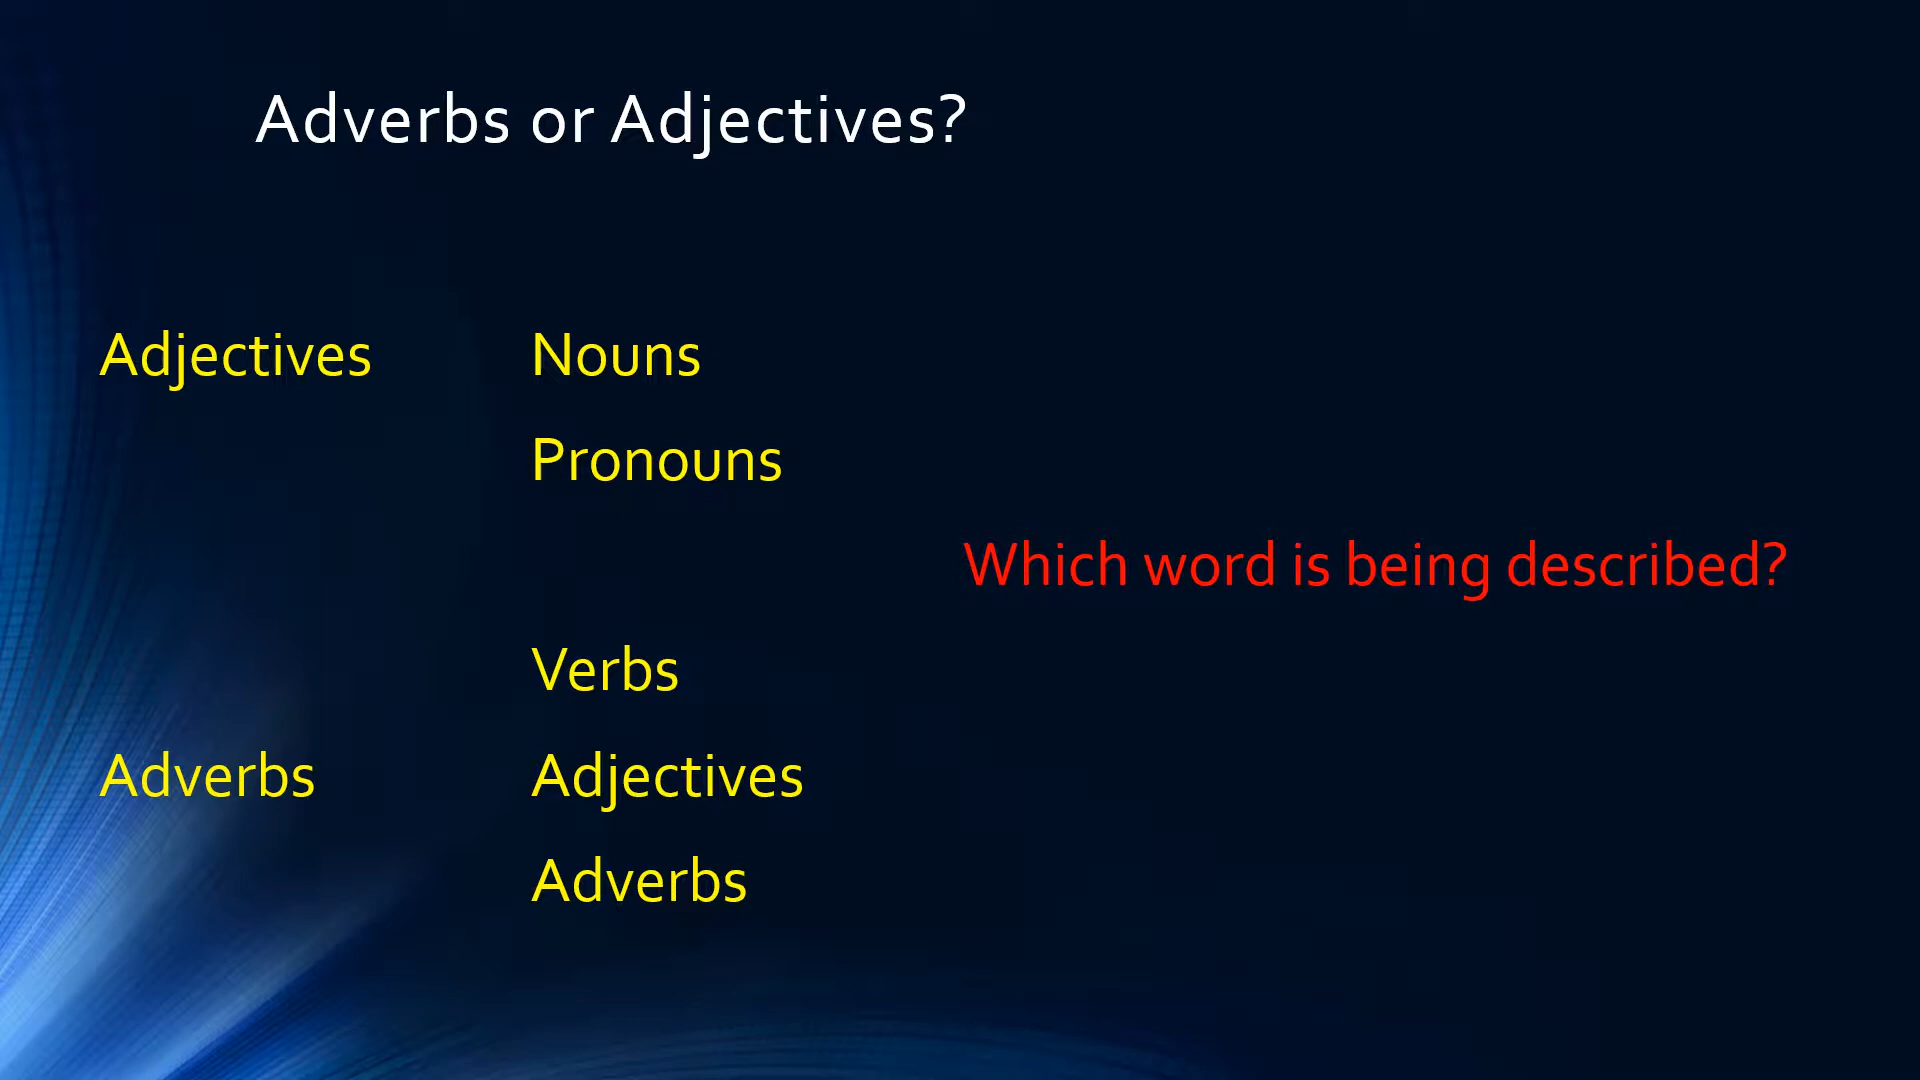 Adverbs or Adjectives?
Adjectives Nouns
Pronouns
Which word is being described?
Verbs
Adverbs Adjectives
Adverbs